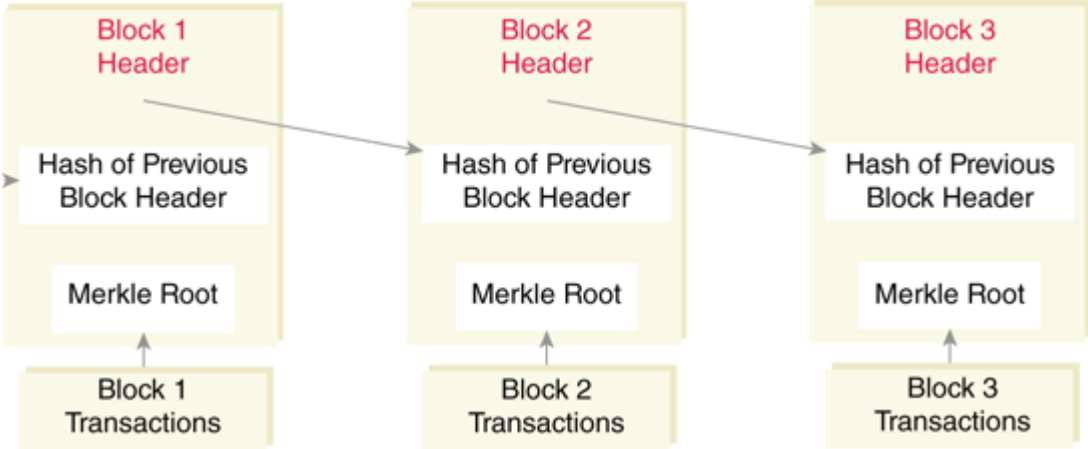 Block 1
Header
Hash of Previous
Block Header
Merkle Root
Block 1
Transactions
Block 2
Header
Hash of Previous
Block Header
Merkle Root
Block 2
Transactions
Block 3
Header
Hash of Previous
Block Header
Merkle Root
Block 3
Transactions